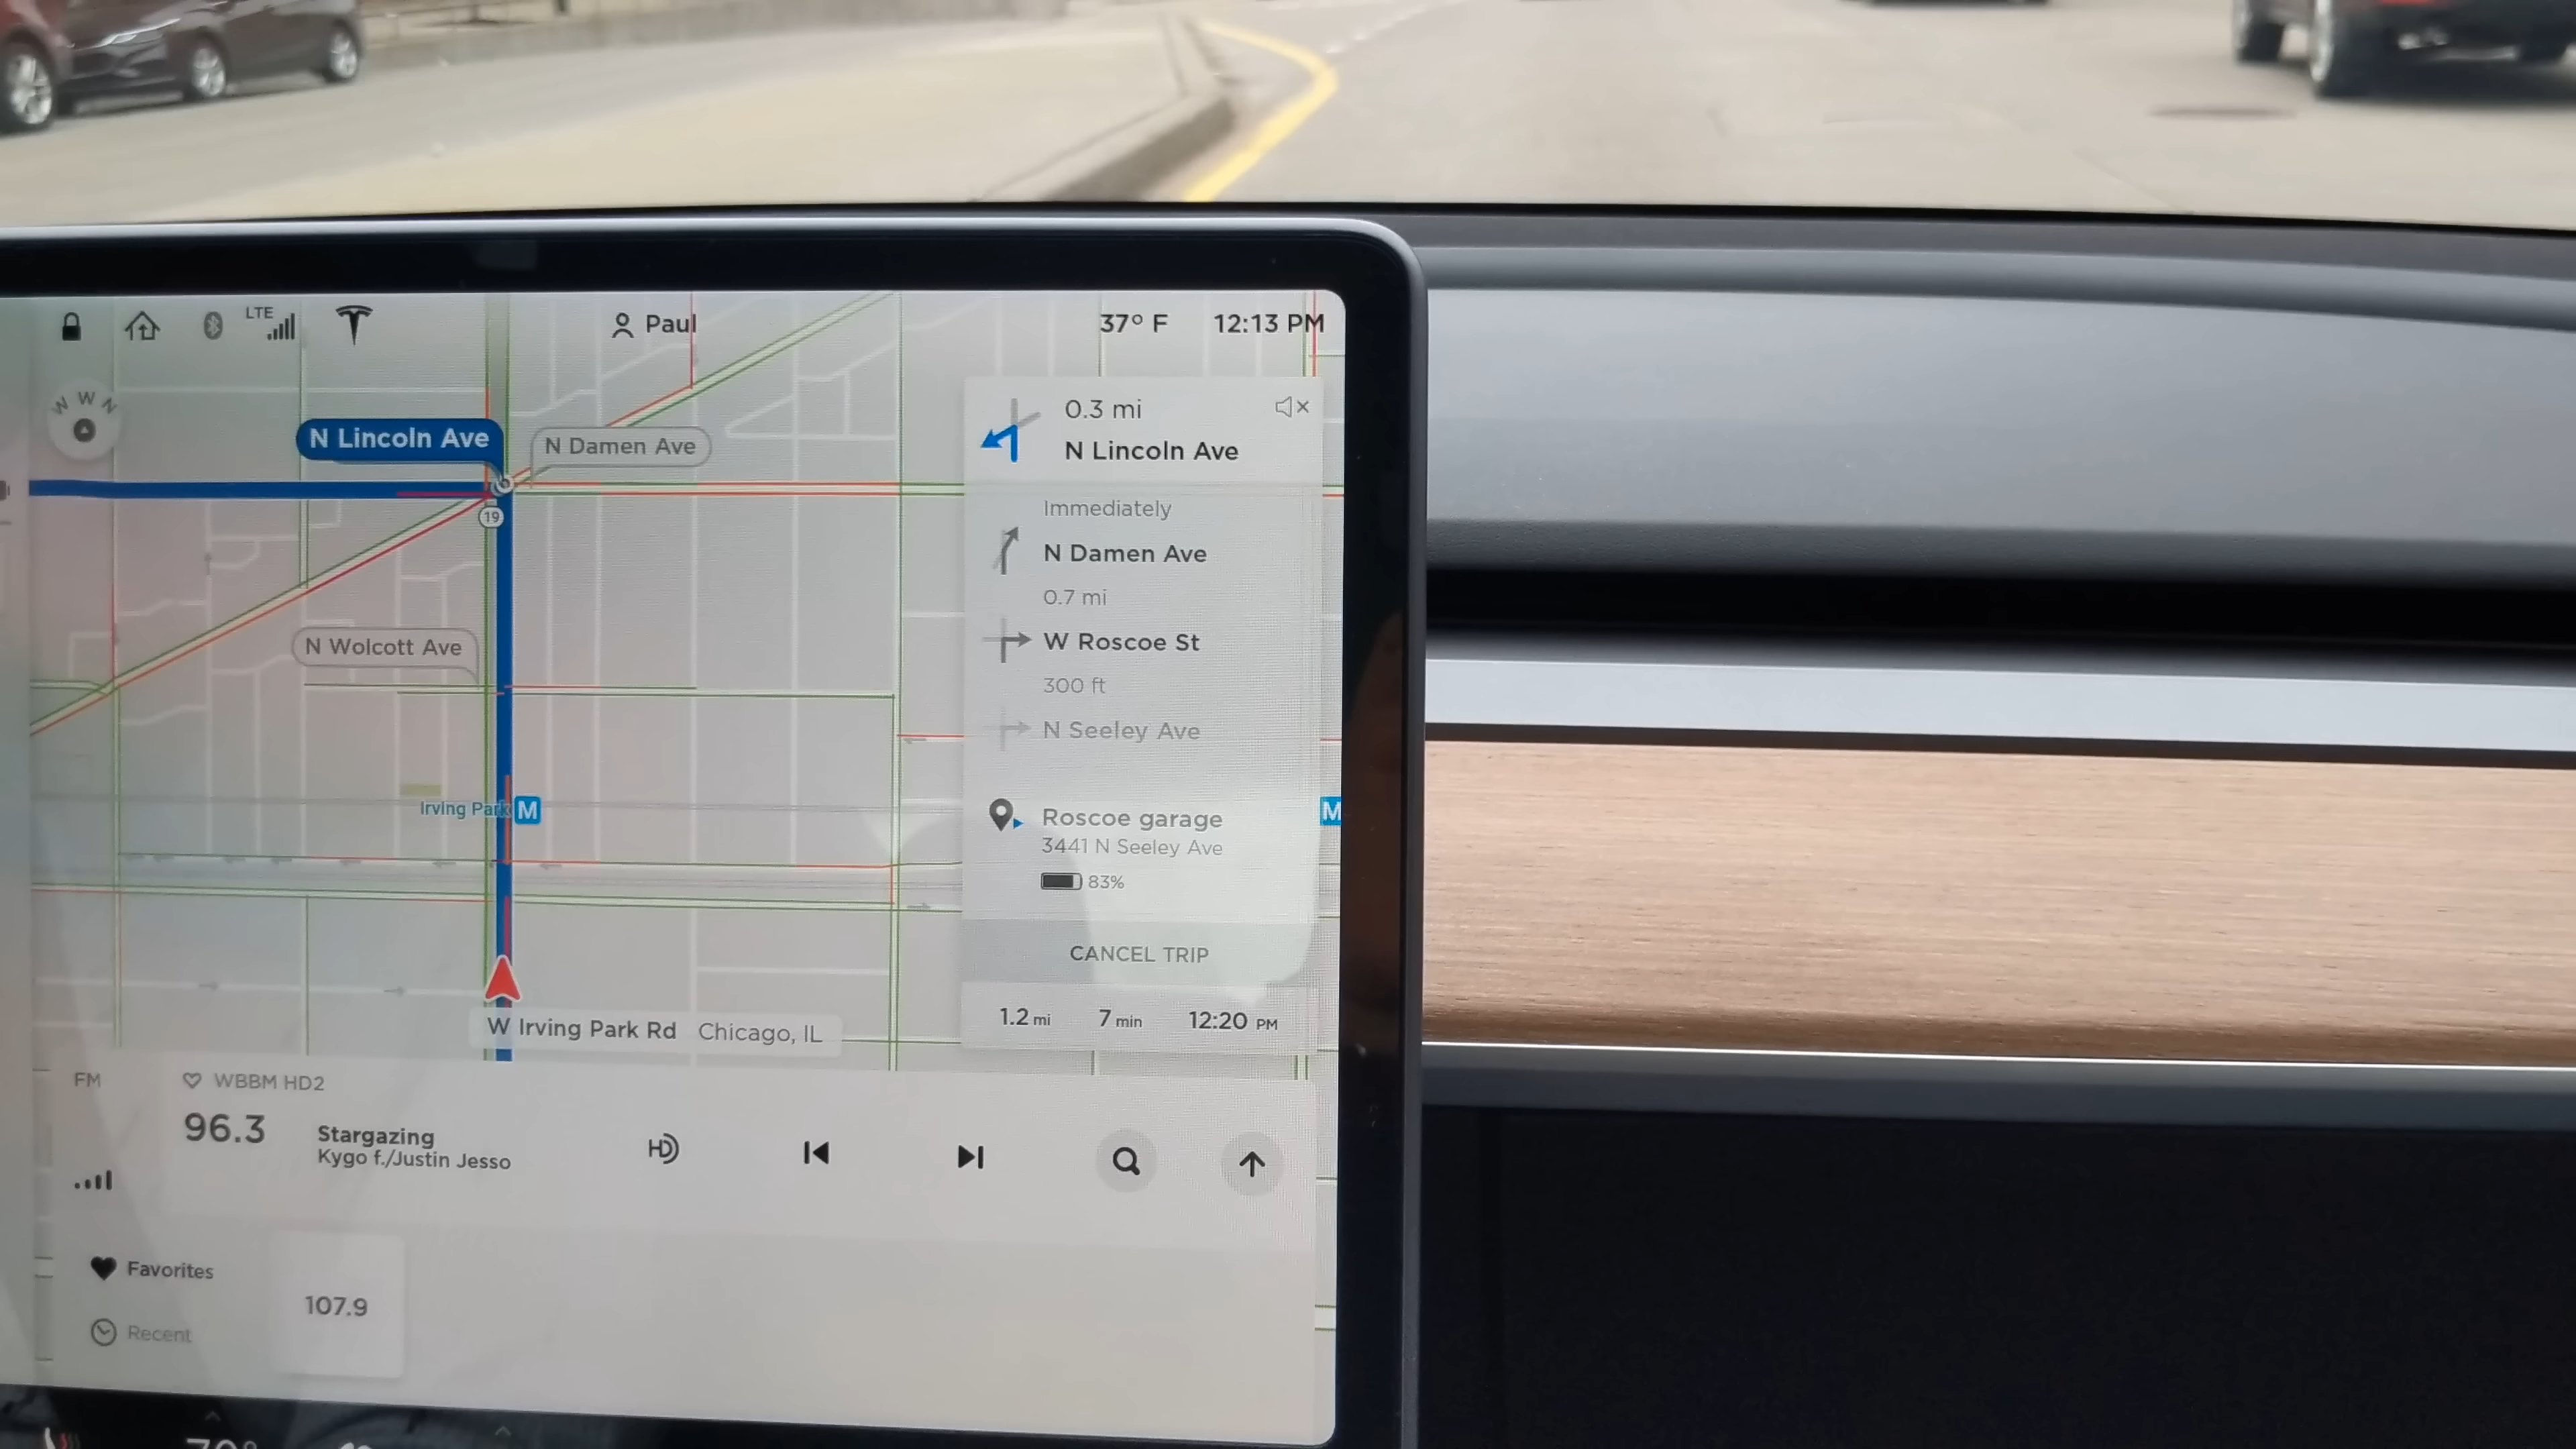 LTE
Paul
37° F
12:13 PM
W W N
N Lincoln Ave
N Damen Ave
19
N Wolcott Ave
Irving Park M
W Irving Park Rd Chicago, IL
0.3 mi
N Lincoln Ave
Immediately
N Damen Ave
0.7 mi
W Roscoe St
300 ft
N Seeley Ave
Roscoe garage
3441 N Seeley Ave
83%
CANCEL TRIP
1.2 mi 7 min 12:20 PM
M
FM
WBBM HD2
96.3
Stargazing
Kygo f./Justin Jesso
HD
Favorites
Recent
107.9